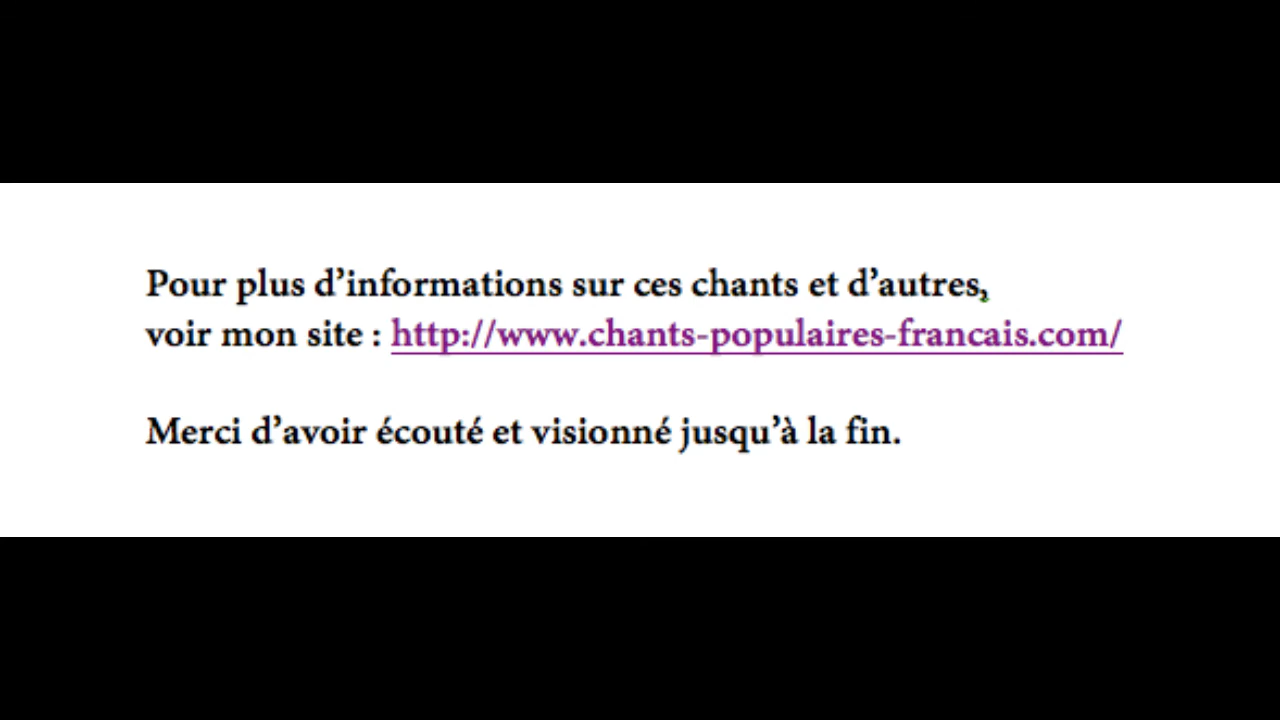 Pour plus d’informations sur ces chants et d’autres,
voir mon site : http://www.chants-populaires-francais.com/
Merci d’avoir écouté et visionné jusqu’à la fin.